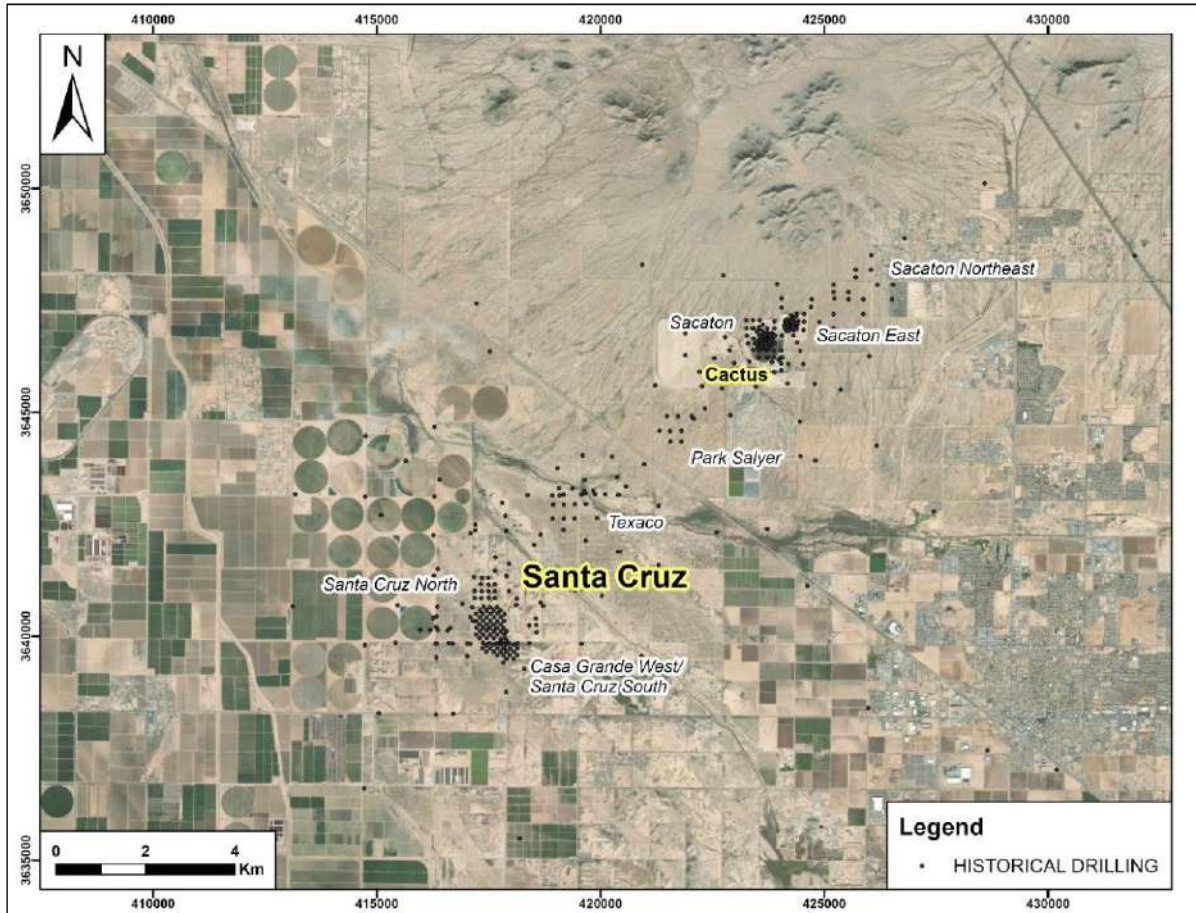 410000
415000
420000
425000
430000
N
3650000
Sacaton Northeast
Sacaton
Sacaton East
Cactus
3645000
Park Salyer
Texaco
Santa Cruz
Santa Cruz North
3640000
Casa Grande West/
Santa Cruz South
Legend
HISTORICAL DRILLING
0 2 4
Km
3635000
410000
415000
420000
425000
430000